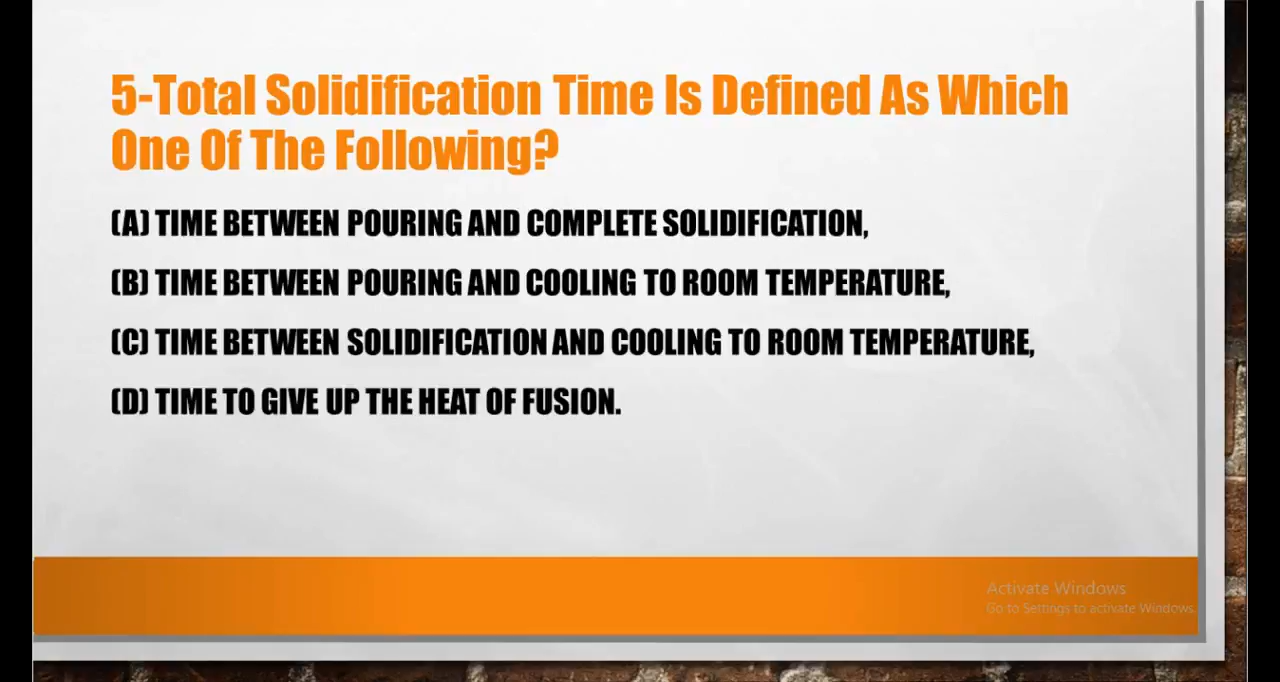 5-Total Solidification Time Is Defined As Which
One Of The Following?
(A) TIME BETWEEN POURING AND COMPLETE SOLIDIFICATION,
(B) TIME BETWEEN POURING AND COOLING TO ROOM TEMPERATURE,
(C) TIME BETWEEN SOLIDIFICATION AND COOLING TO ROOM TEMPERATURE,
(D) TIME TO GIVE UP THE HEAT OF FUSION.
Activate Windows
Go to Settings to activate Windows.